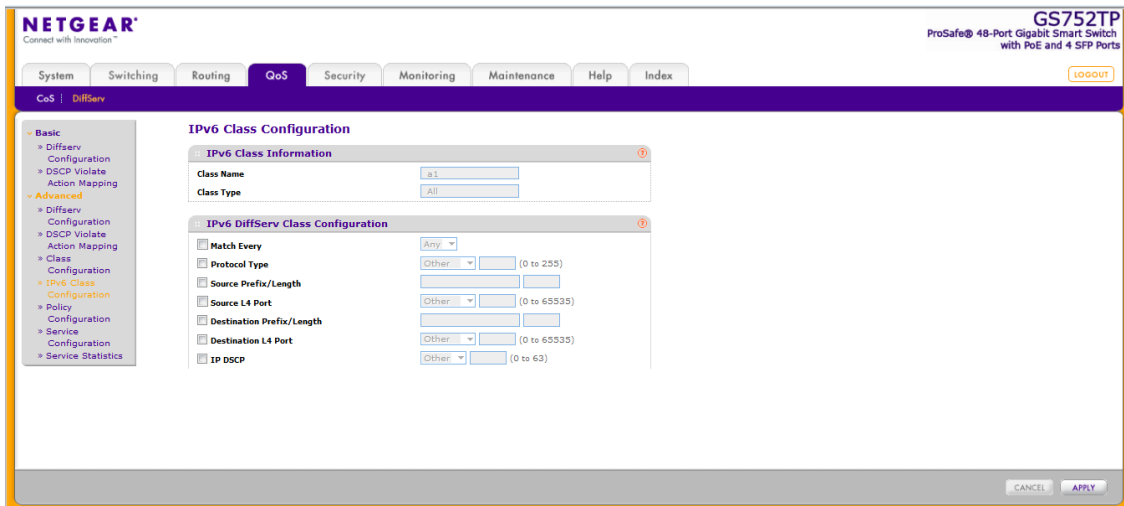 NETGEAR®
Connect with Innovation™
GS752TP
ProSafe® 48-Port Gigabit Smart Switch
with PoE and 4 SFP Ports
System Switching Routing QoS Security Monitoring Maintenance Help Index
LOGOUT
CoS DiffServ
Basic
» Diffserv
Configuration
» DSCP Violate
Action Mapping
Advanced
» Diffserv
Configuration
» DSCP Violate
Action Mapping
» Class
Configuration
» IPv6 Class
Configuration
» Policy
Configuration
» Service
Configuration
» Service Statistics
IPv6 Class Configuration
IPv6 Class Information ?
Class Name a1
Class Type All
IPv6 DiffServ Class Configuration ?
Match Every Any
Protocol Type Other (0 to 255)
Source Prefix/Length
Source L4 Port Other (0 to 65535)
Destination Prefix/Length
Destination L4 Port Other (0 to 65535)
IP DSCP Other (0 to 63)
CANCEL APPLY